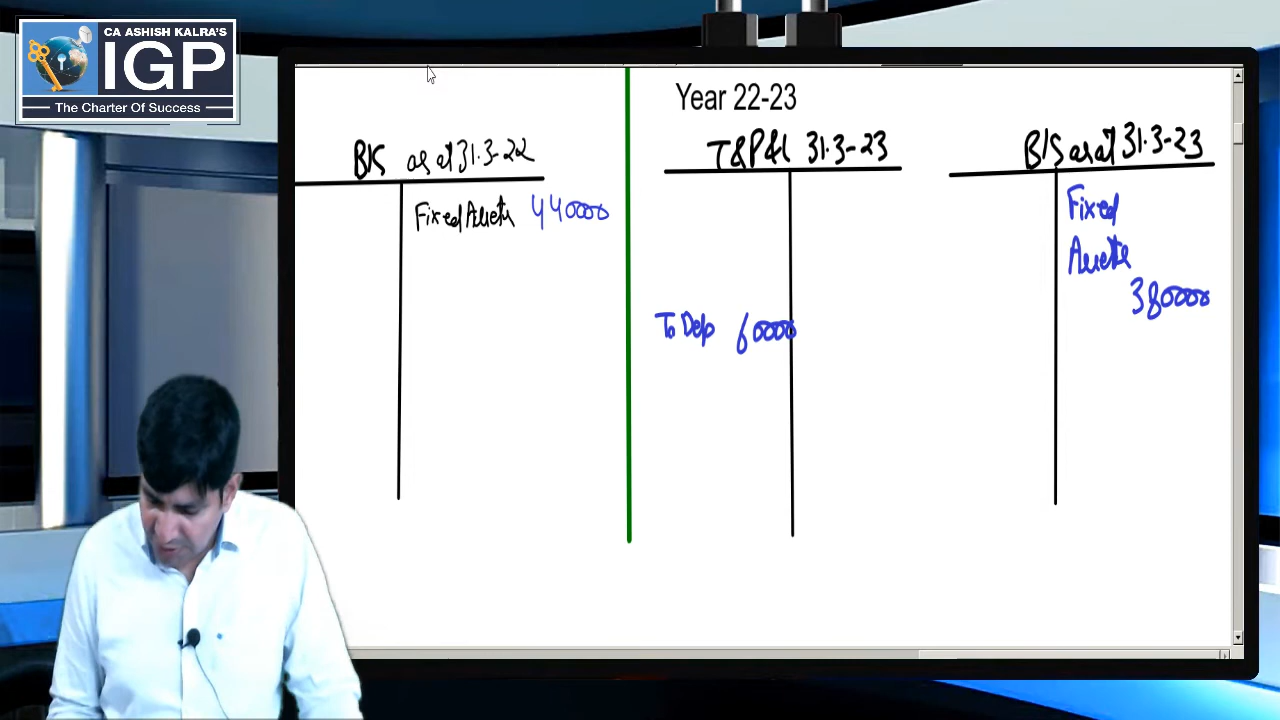 CA ASHISH KALRA'S
IGP
The Charter Of Success
Year 22-23
B/S as at 31.3-22
Fixed Assets 440000
T&P&L 31.3-23
To Dep 60000
B/S as at 31.3-23
Fixed
Assets
380000